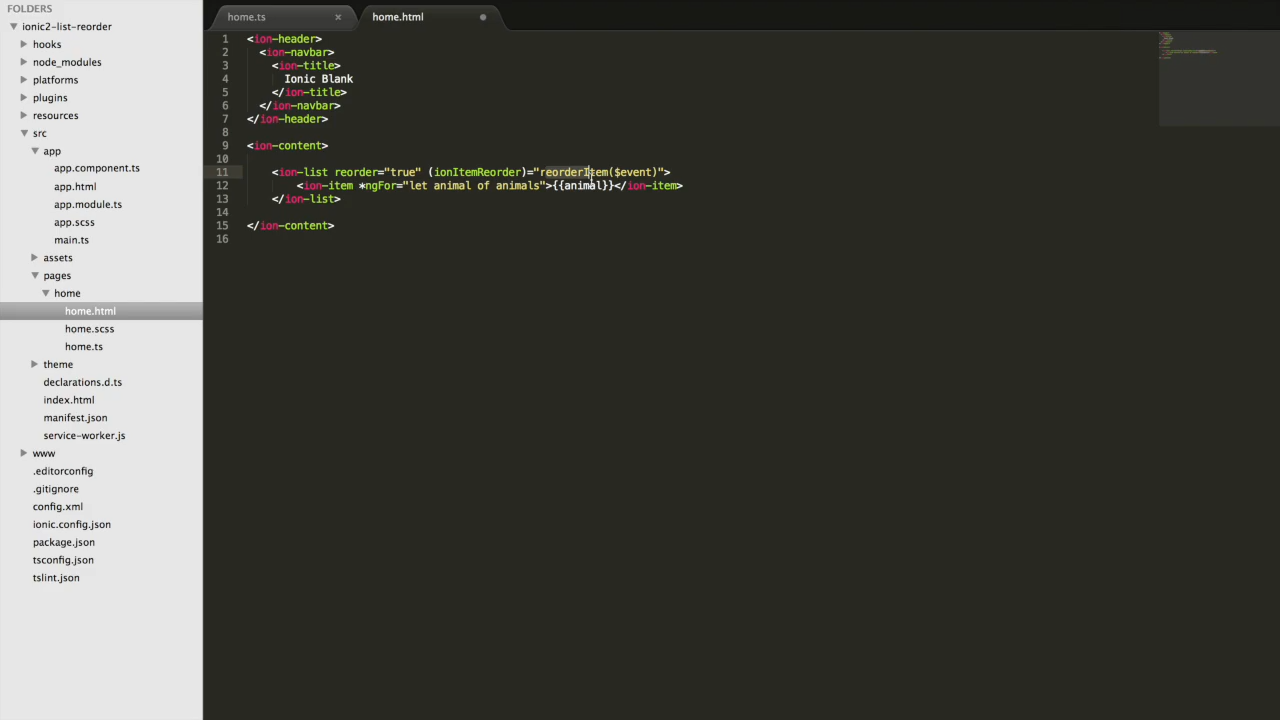 FOLDERS
ionic2-list-reorder
hooks
node_modules
platforms
plugins
resources
src
app
app.component.ts
app.html
app.module.ts
app.scss
main.ts
assets
pages
home
home.html
home.scss
home.ts
theme
declarations.d.ts
index.html
manifest.json
service-worker.js
www
.editorconfig
.gitignore
config.xml
ionic.config.json
package.json
tsconfig.json
tslint.json
home.ts × home.html
1 <ion-header>
2 <ion-navbar>
3 <ion-title>
4 Ionic Blank
5 </ion-title>
6 </ion-navbar>
7 </ion-header>
8
9 <ion-content>
10
11 <ion-list reorder="true" (ionItemReorder)="reorderItem($event)">
12 <ion-item *ngFor="let animal of animals">{{animal}}</ion-item>
13 </ion-list>
14
15 </ion-content>
16